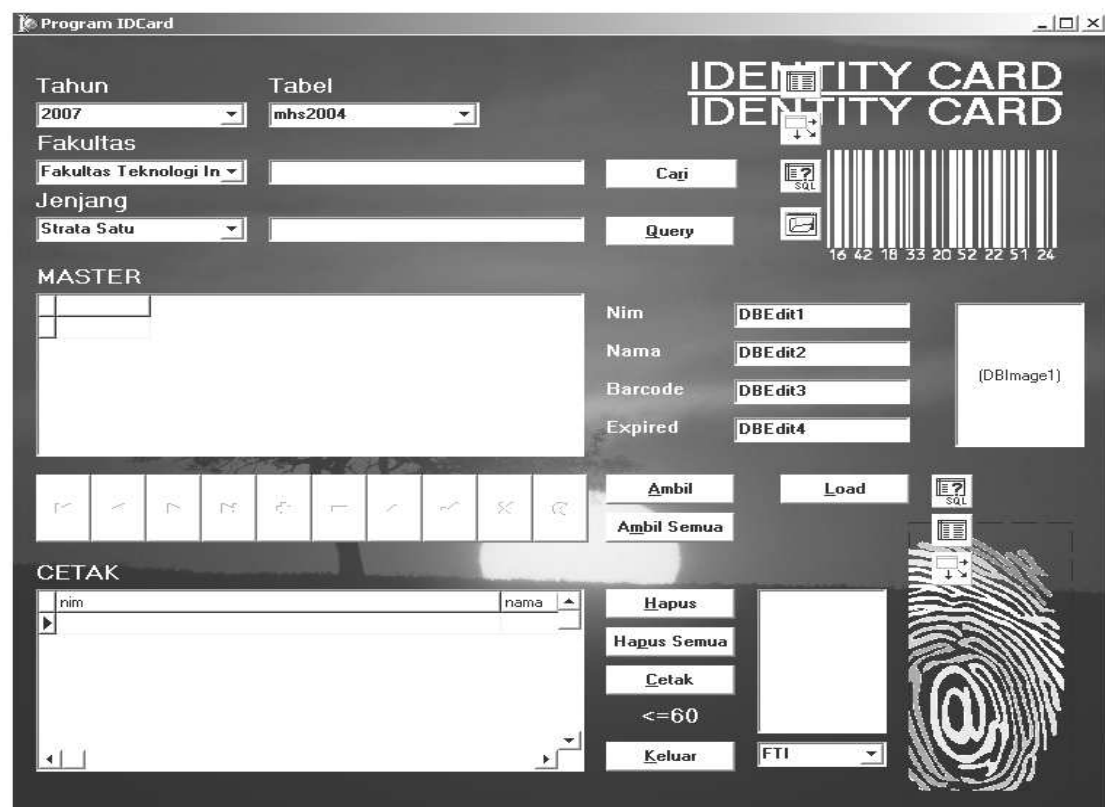 Program IDCard
IDENTITY CARD
IDENTITY CARD
Tahun
Tabel
2007
mhs2004
Fakultas
Fakultas Teknologi In
Cari
SQL
Jenjang
Strata Satu
Query
16 42 18 33 20 52 22 51 24
MASTER
Nim
DBEdit1
Nama
DBEdit2
(DBImage1)
Barcode
DBEdit3
Expired
DBEdit4
Ambil
Load
SQL
Ambil Semua
CETAK
nim
nama
Hapus
Hapus Semua
Cetak
<=60
Keluar
FTI
@